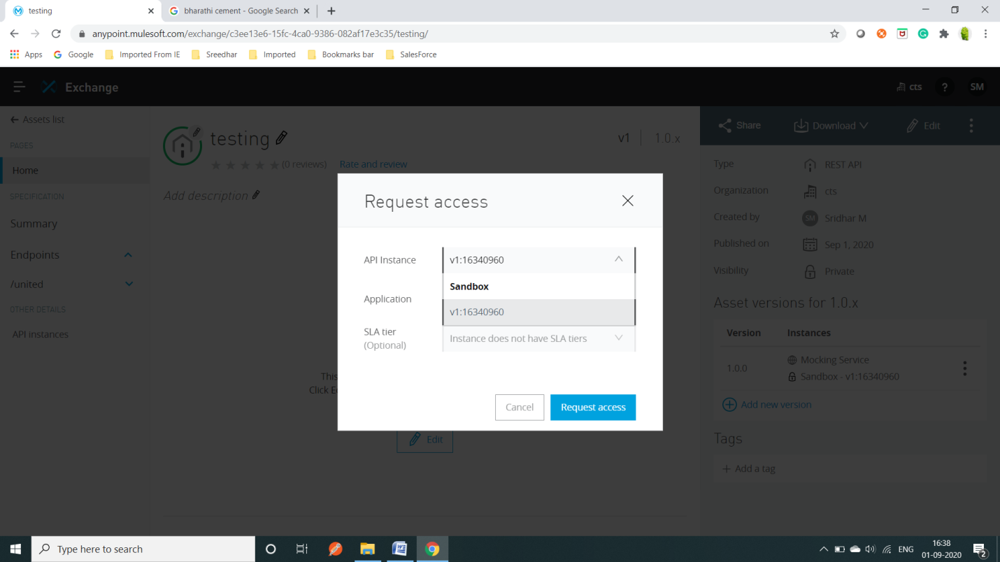 testing
bharathi cement - Google Search
anypoint.mulesoft.com/exchange/c3ee13e6-15fc-4ca0-9386-082af17e3c35/testing/
Apps Google Imported From IE Sreedhar Imported Bookmarks bar SalesForce
Exchange
cts ? SM
Assets list
PAGES
Home
SPECIFICATION
Summary
Endpoints
/united
OTHER DETAILS
API instances
testing
v1 1.0.x
(0 reviews) Rate and review
Add description
This
Click E
Edit
Request access
API Instance v1:16340960
Sandbox
v1:16340960
Application
SLA tier
(Optional)
Instance does not have SLA tiers
Cancel Request access
Share Download Edit
Type REST API
Organization cts
Created by SM Sridhar M
Published on Sep 1, 2020
Visibility Private
Asset versions for 1.0.x
Version Instances
1.0.0 Mocking Service
Sandbox - v1:16340960
Add new version
Tags
+ Add a tag
Type here to search
ENG
16:38
01-09-2020
2